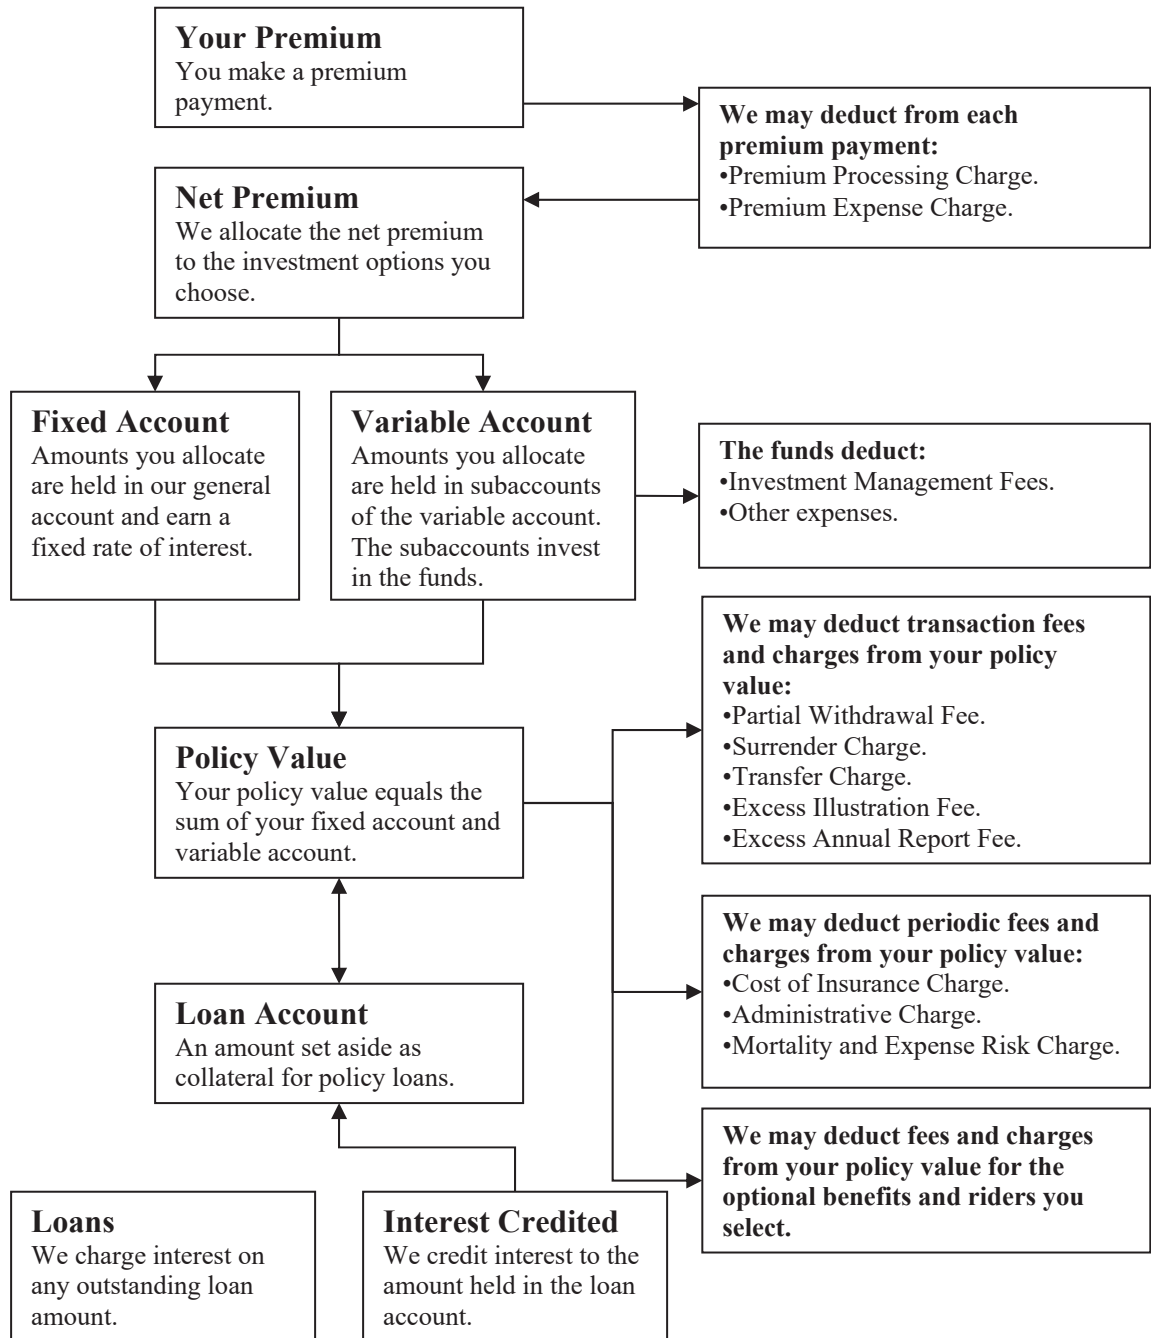 Your Premium
You make a premium
payment.
We may deduct from each
premium payment:
•Premium Processing Charge.
•Premium Expense Charge.
Net Premium
We allocate the net premium
to the investment options you
choose.
Fixed Account
Amounts you allocate
are held in our general
account and earn a
fixed rate of interest.
Variable Account
Amounts you allocate
are held in subaccounts
of the variable account.
The subaccounts invest
in the funds.
The funds deduct:
•Investment Management Fees.
•Other expenses.
We may deduct transaction fees
and charges from your policy
value:
•Partial Withdrawal Fee.
•Surrender Charge.
•Transfer Charge.
•Excess Illustration Fee.
•Excess Annual Report Fee.
Policy Value
Your policy value equals the
sum of your fixed account and
variable account.
We may deduct periodic fees and
charges from your policy value:
•Cost of Insurance Charge.
•Administrative Charge.
•Mortality and Expense Risk Charge.
Loan Account
An amount set aside as
collateral for policy loans.
We may deduct fees and charges
from your policy value for the
optional benefits and riders you
select.
Loans
We charge interest on
any outstanding loan
amount.
Interest Credited
We credit interest to the
amount held in the loan
account.